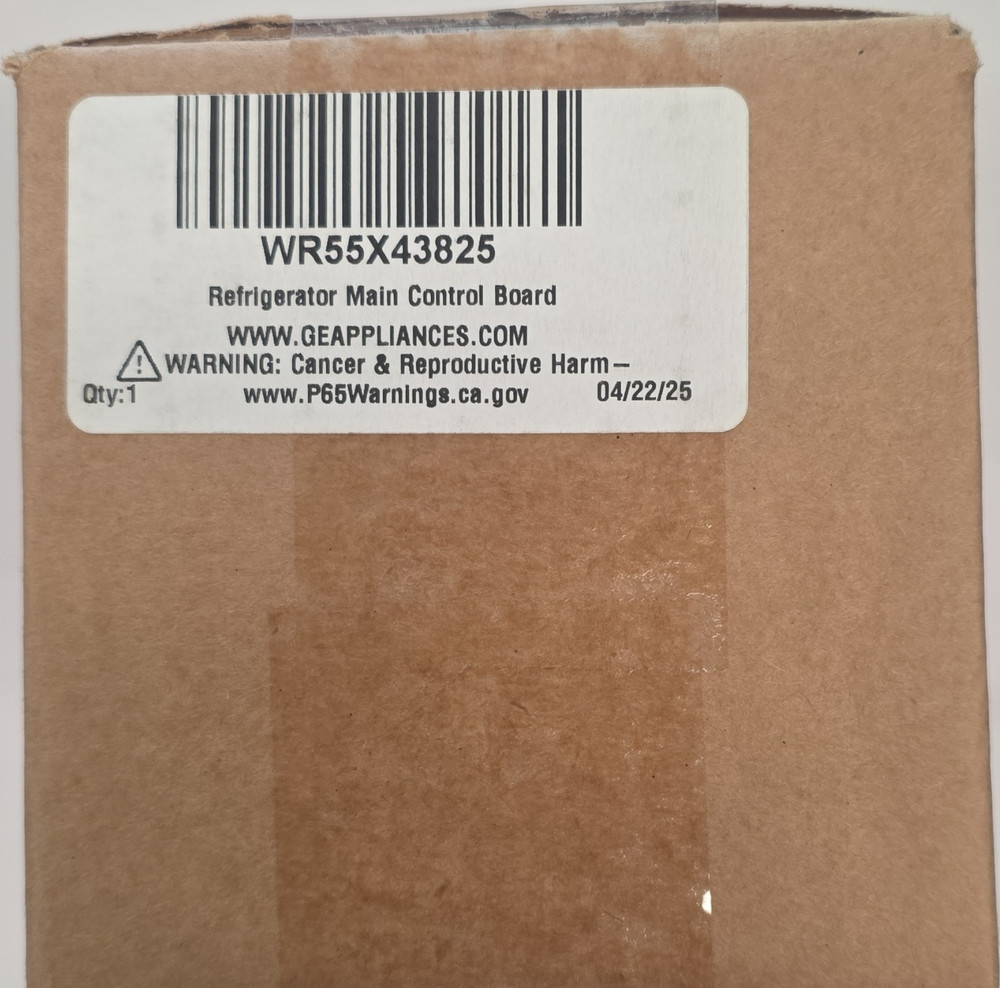 WR55X43825
Refrigerator Main Control Board
WWW.GEAPPLIANCES.COM
WARNING: Cancer & Reproductive Harm—
Qty:1 www.P65Warnings.ca.gov 04/22/25